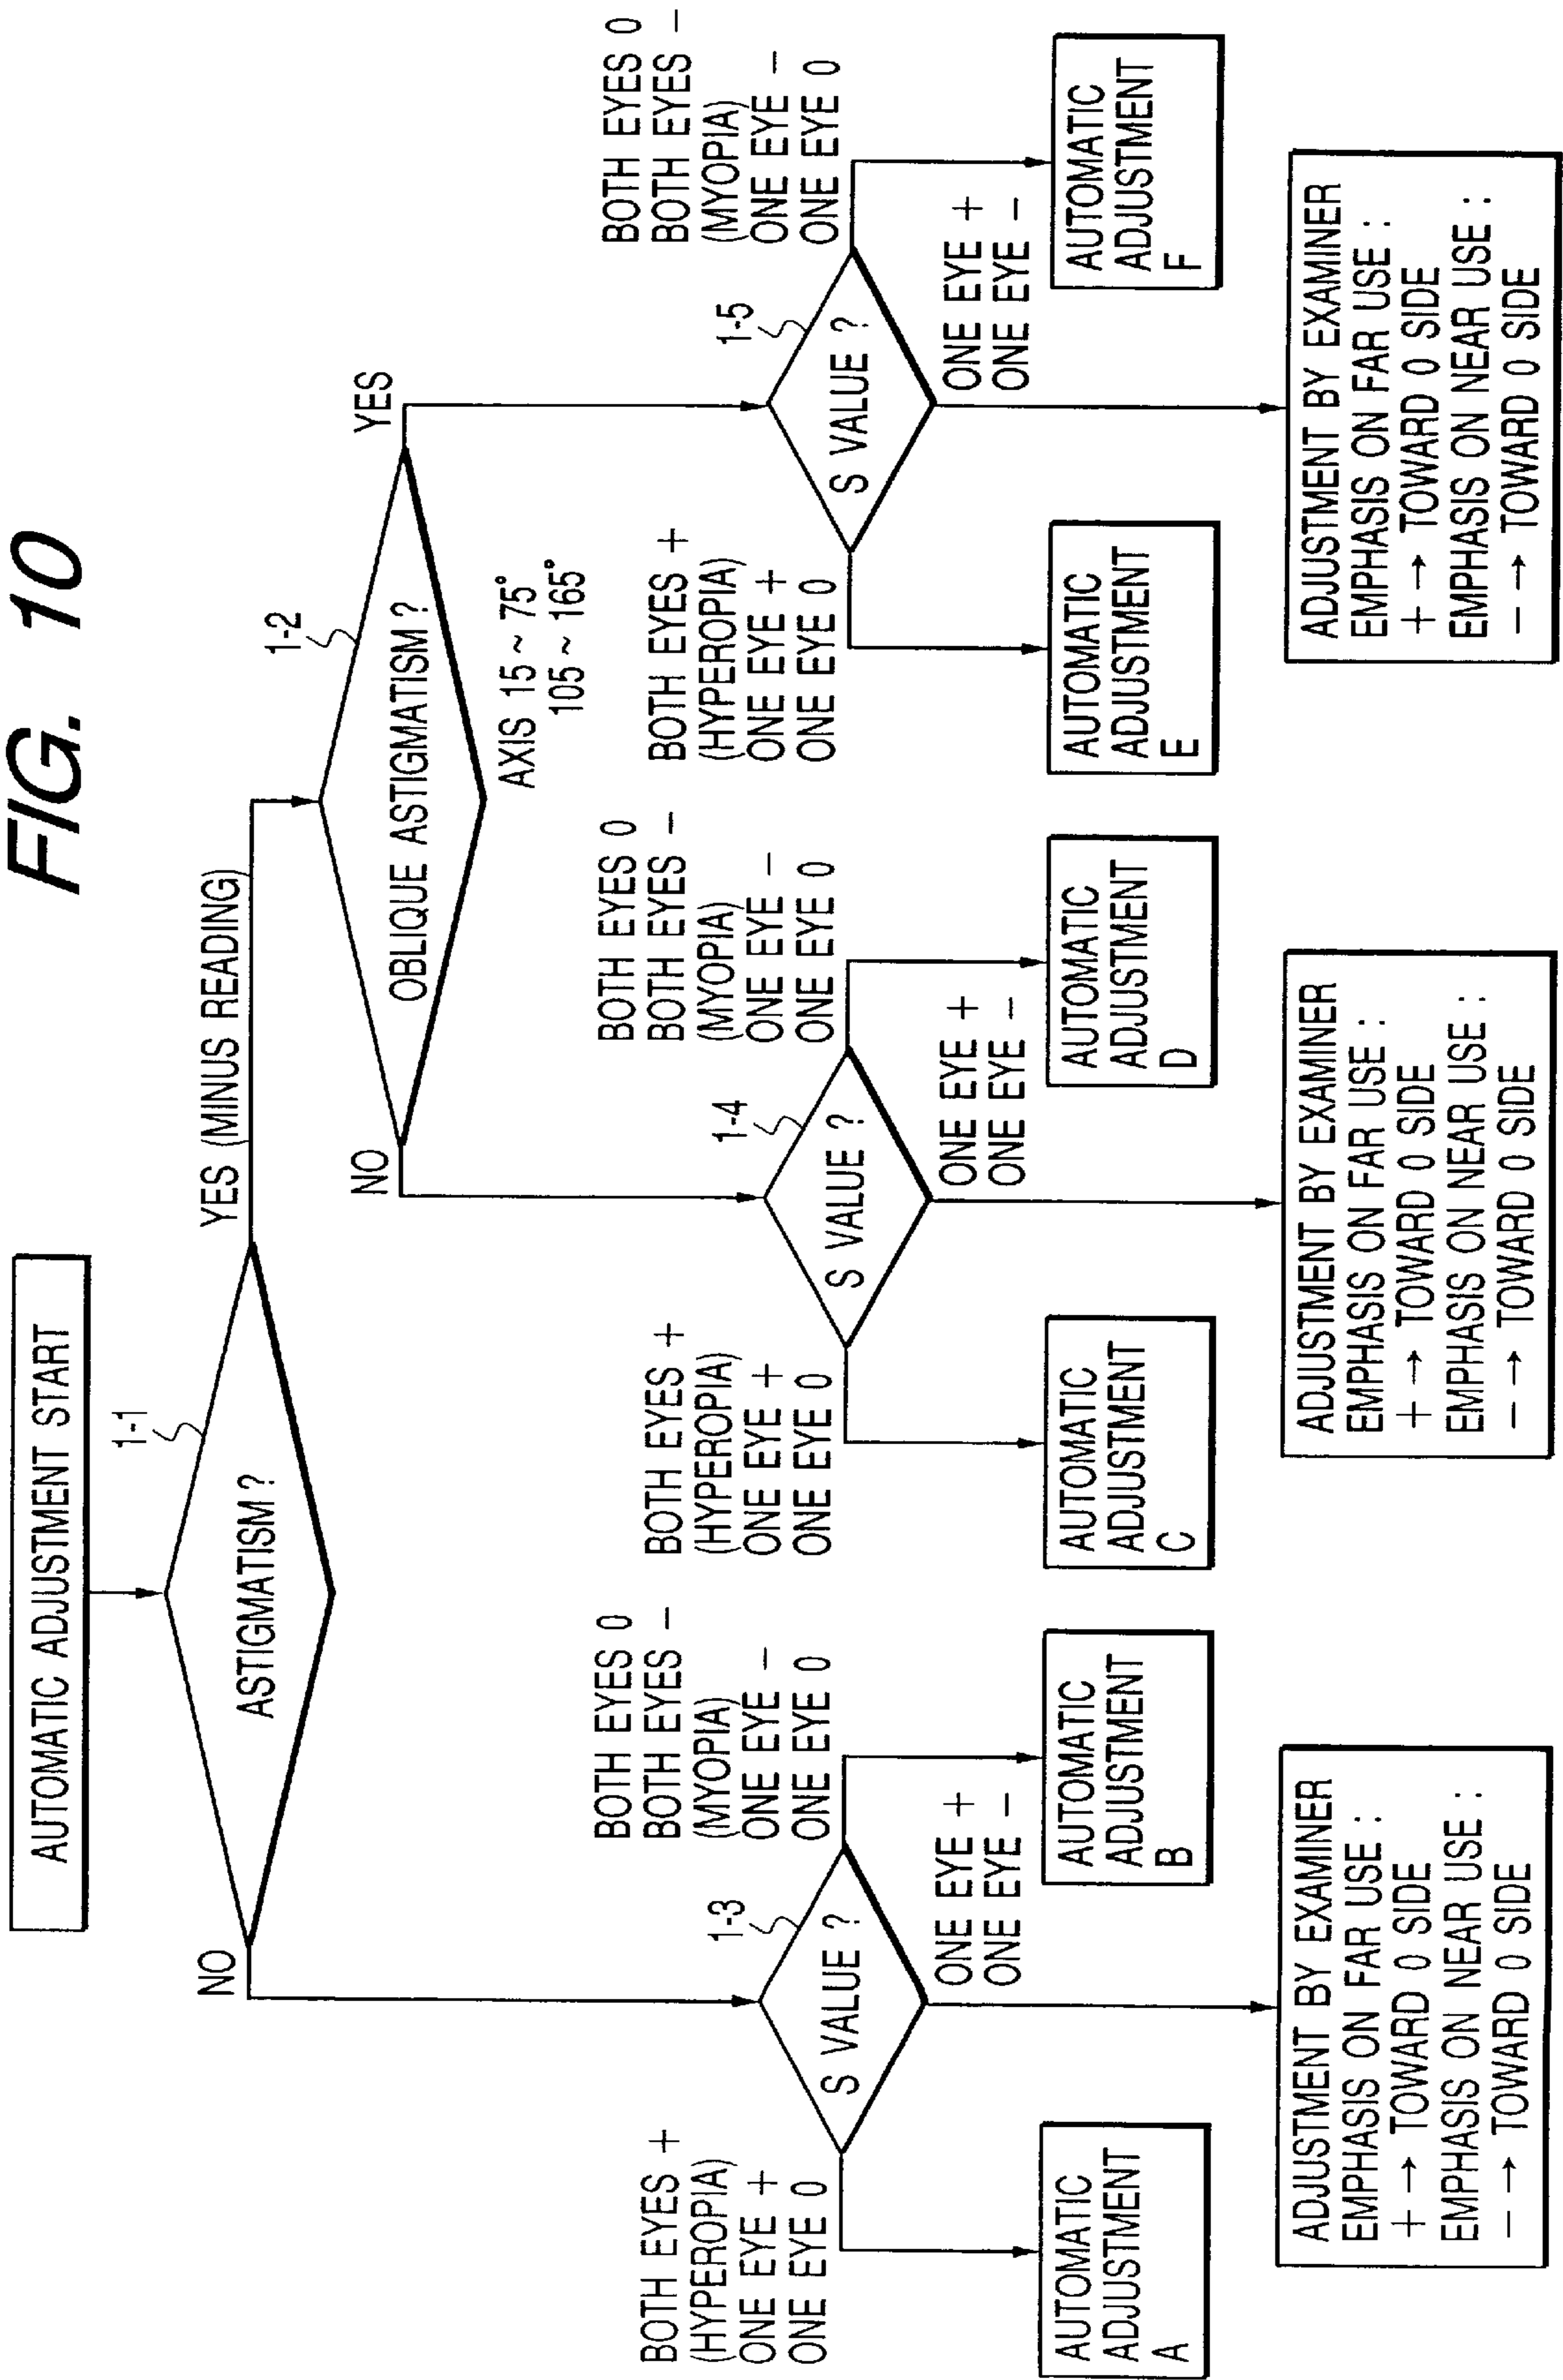 FIG. 10
AUTOMATIC ADJUSTMENT START
1-1
ASTIGMATISM ?
NO
YES (MINUS READING)
1-2
OBLIQUE ASTIGMATISM ?
AXIS 15 ~ 75°
105 ~ 165°
NO
YES
1-3
S VALUE ?
BOTH EYES +
(HYPEROPIA)
ONE EYE +
ONE EYE 0
BOTH EYES 0
BOTH EYES −
(MYOPIA)
ONE EYE −
ONE EYE 0
ONE EYE +
ONE EYE −
AUTOMATIC
ADJUSTMENT
A
AUTOMATIC
ADJUSTMENT
B
ADJUSTMENT BY EXAMINER
EMPHASIS ON FAR USE :
+ → TOWARD 0 SIDE
EMPHASIS ON NEAR USE :
− → TOWARD 0 SIDE
1-4
S VALUE ?
BOTH EYES +
(HYPEROPIA)
ONE EYE +
ONE EYE 0
BOTH EYES 0
BOTH EYES −
(MYOPIA)
ONE EYE −
ONE EYE 0
ONE EYE +
ONE EYE −
AUTOMATIC
ADJUSTMENT
C
AUTOMATIC
ADJUSTMENT
D
ADJUSTMENT BY EXAMINER
EMPHASIS ON FAR USE :
+ → TOWARD 0 SIDE
EMPHASIS ON NEAR USE :
− → TOWARD 0 SIDE
1-5
S VALUE ?
BOTH EYES +
(HYPEROPIA)
ONE EYE +
ONE EYE 0
BOTH EYES 0
BOTH EYES −
(MYOPIA)
ONE EYE −
ONE EYE 0
ONE EYE +
ONE EYE −
AUTOMATIC
ADJUSTMENT
E
AUTOMATIC
ADJUSTMENT
F
ADJUSTMENT BY EXAMINER
EMPHASIS ON FAR USE :
+ → TOWARD 0 SIDE
EMPHASIS ON NEAR USE :
− → TOWARD 0 SIDE